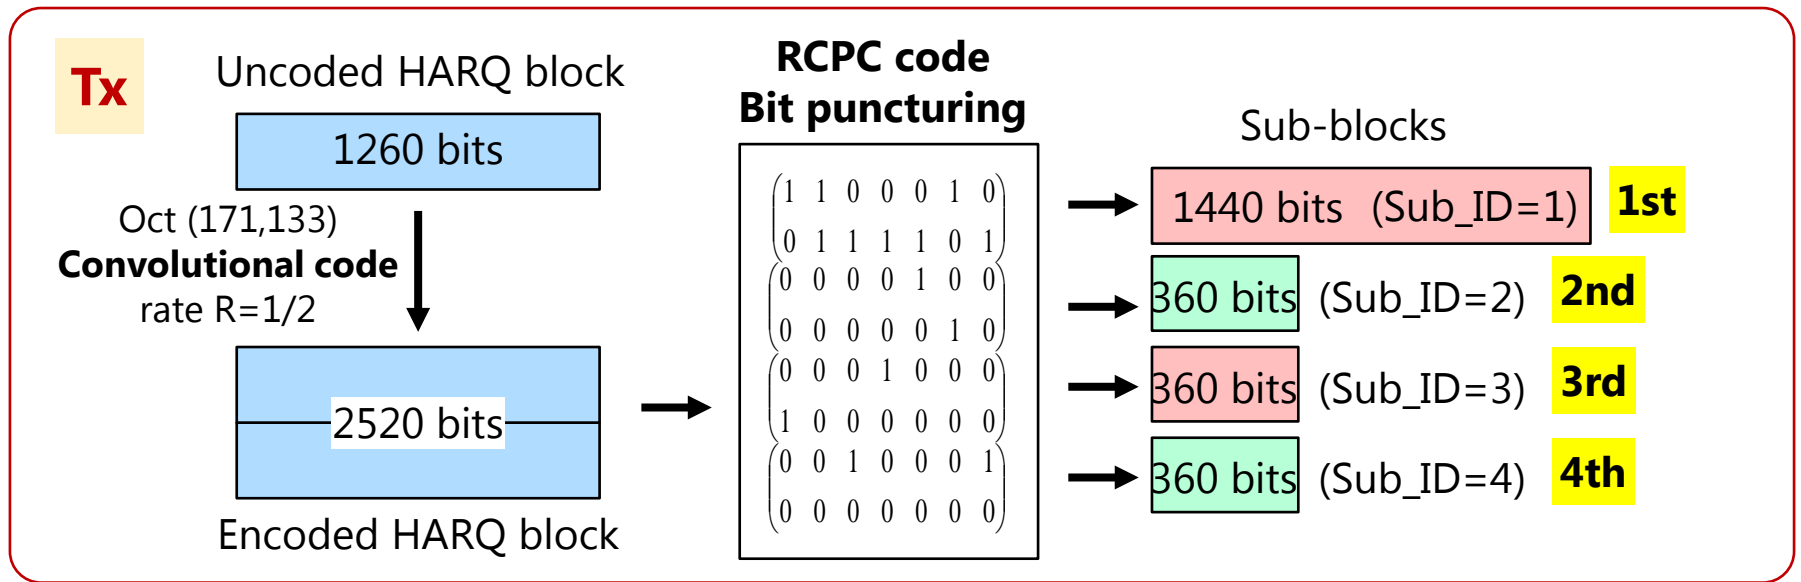 Tx
Uncoded HARQ block
1260 bits
Oct (171,133)
Convolutional code
rate R=1/2
2520 bits
Encoded HARQ block
RCPC code
Bit puncturing
1 1 0 0 0 1 0
0 1 1 1 1 0 1
0 0 0 0 1 0 0
0 0 0 0 0 1 0
0 0 0 1 0 0 0
1 0 0 0 0 0 0
0 0 1 0 0 0 1
0 0 0 0 0 0 0
Sub-blocks
1440 bits (Sub_ID=1) 1st
360 bits (Sub_ID=2) 2nd
360 bits (Sub_ID=3) 3rd
360 bits (Sub_ID=4) 4th